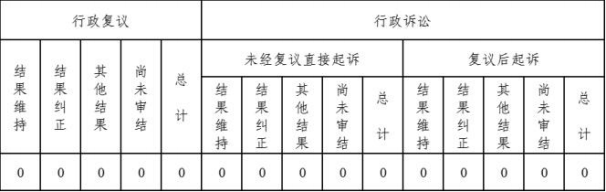 行政复议 行政诉讼
未经复议直接起诉 复议后起诉
结果维持 结果纠正 其他结果 尚未审结 总计 结果维持 结果纠正 其他结果 尚未审结 总计 结果维持 结果纠正 其他结果 尚未审结 总计
0 0 0 0 0 0 0 0 0 0 0 0 0 0 0